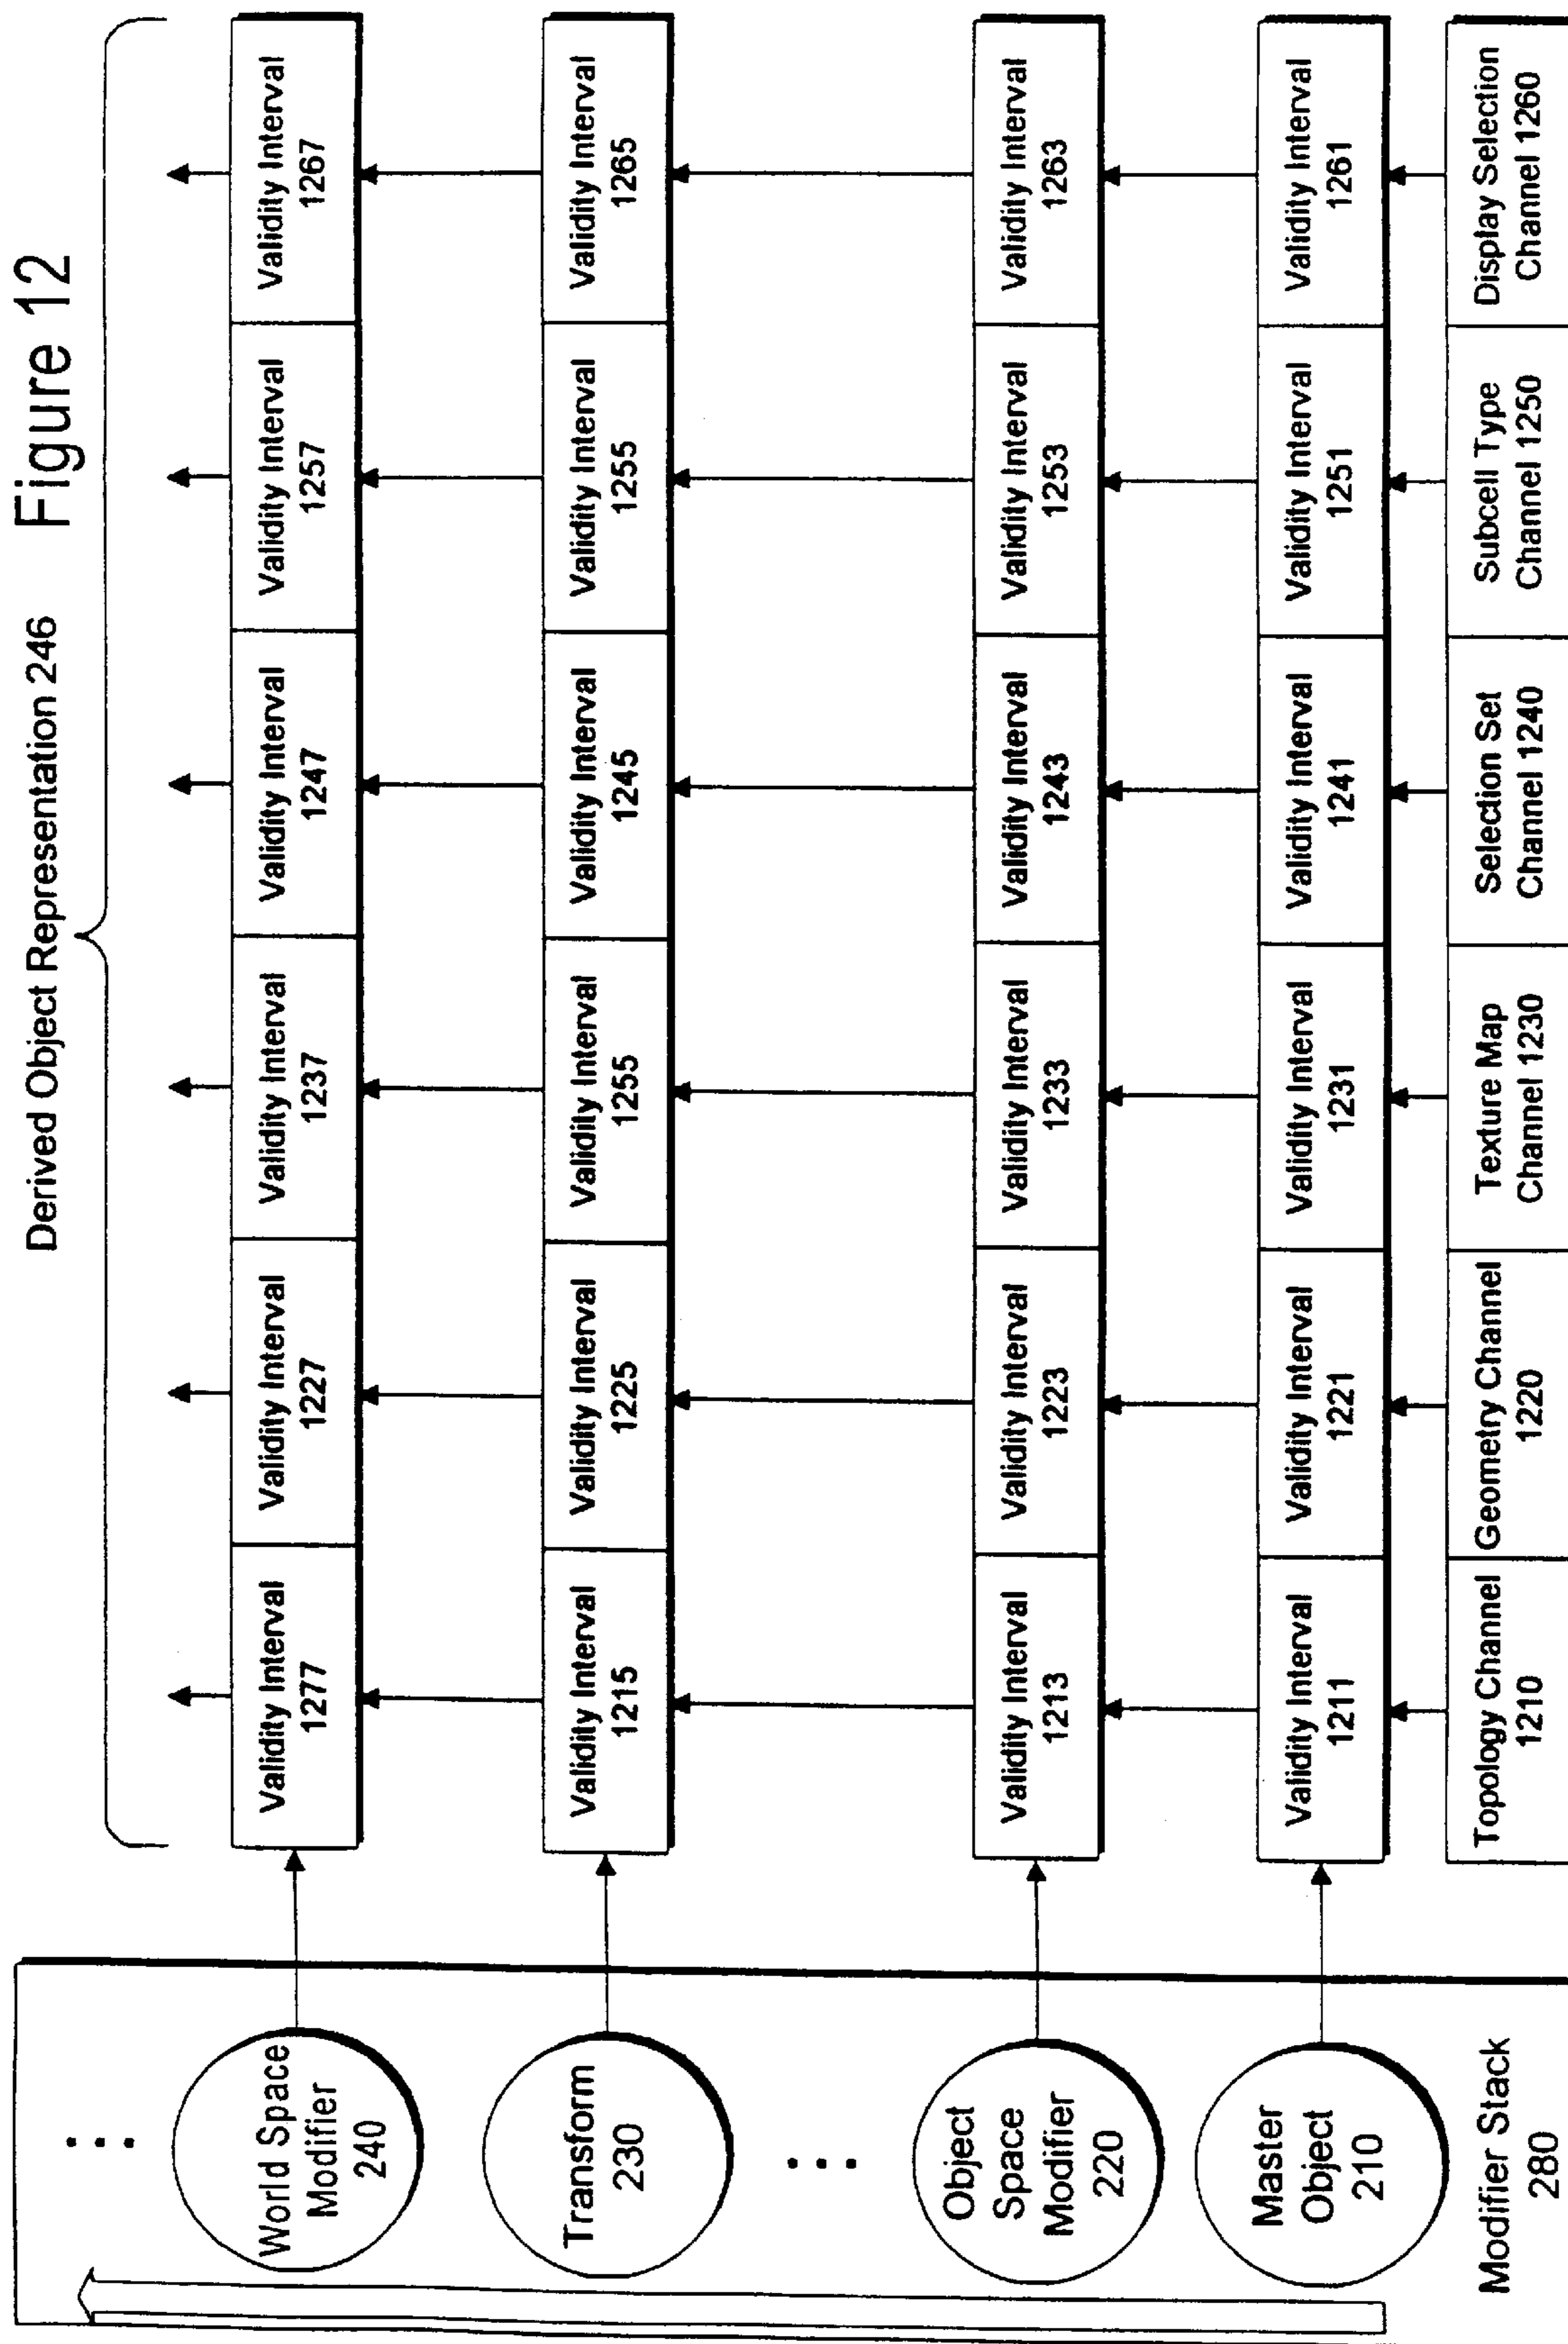 Figure 12
Derived Object Representation 246
World Space
Modifier
240
Validity Interval
1277
Validity Interval
1227
Validity Interval
1237
Validity Interval
1247
Validity Interval
1257
Validity Interval
1267
Transform
230
Validity Interval
1215
Validity Interval
1225
Validity Interval
1255
Validity Interval
1245
Validity Interval
1255
Validity Interval
1265
Object
Space
Modifier
220
Validity Interval
1213
Validity Interval
1223
Validity Interval
1233
Validity Interval
1243
Validity Interval
1253
Validity Interval
1263
Master
Object
210
Validity Interval
1211
Validity Interval
1221
Validity Interval
1231
Validity Interval
1241
Validity Interval
1251
Validity Interval
1261
Modifier Stack
280
Topology Channel
1210
Geometry Channel
1220
Texture Map
Channel 1230
Selection Set
Channel 1240
Subcell Type
Channel 1250
Display Selection
Channel 1260